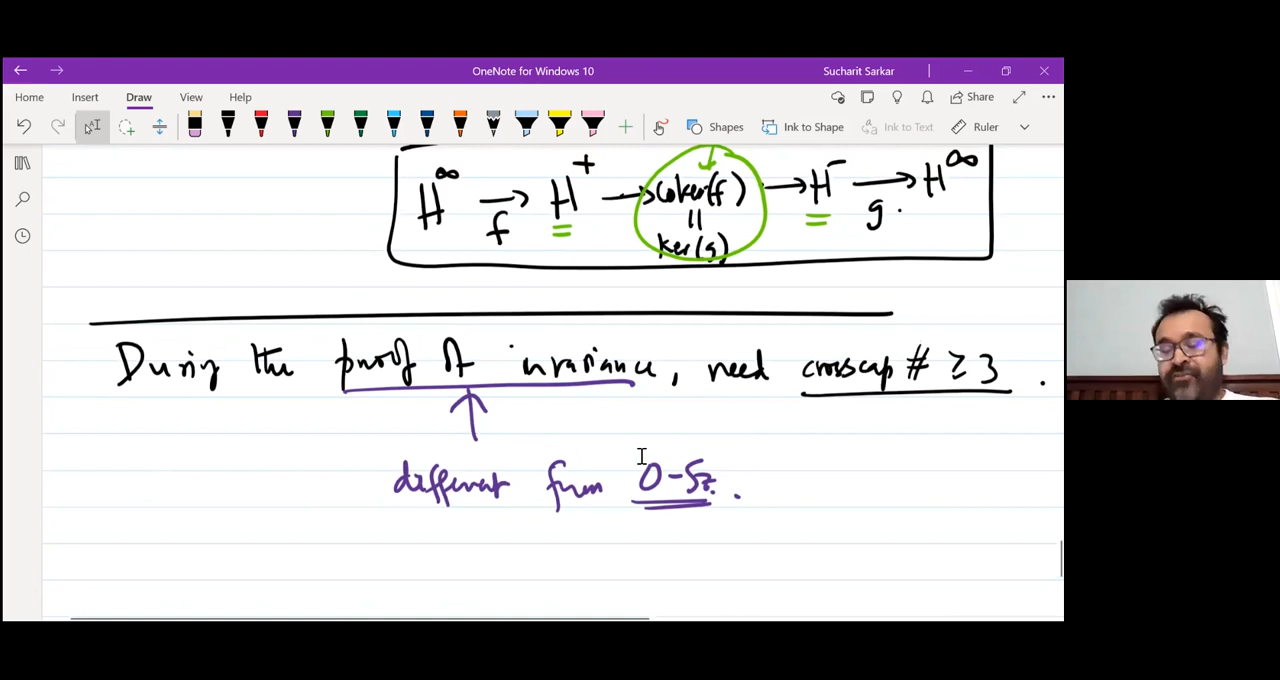 OneNote for Windows 10
Sucharit Sarkar
Home Insert Draw View Help
Share
Shapes Ink to Shape Ink to Text Ruler
H^∞ →f H^+ → coker(f) → H^- →g H^∞
||
ker(g)
During the proof of invariance, need crosscap # ≥ 3.
different from O-Sz.